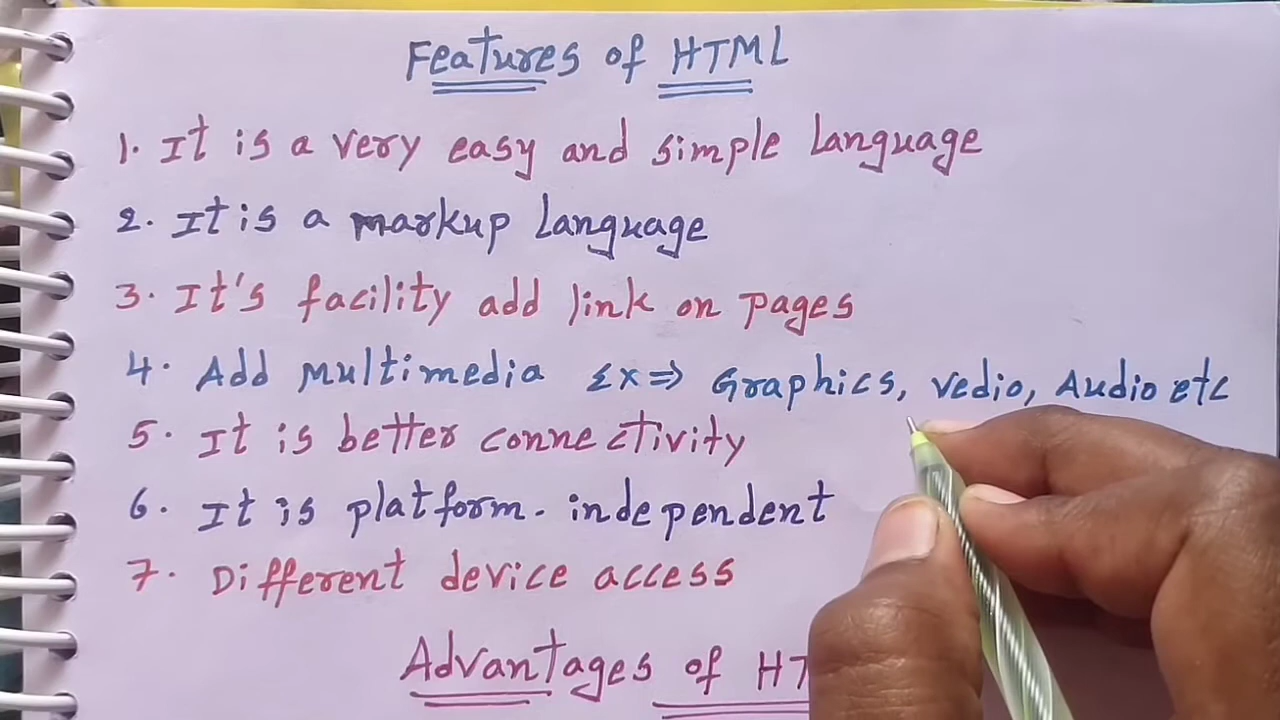 Features of HTML
1. It is a very easy and simple language
2. It is a markup language
3. It's facility add link on pages
4. Add multimedia Ex⇒ Graphics, vedio, Audio etc
5. It is better connectivity
6. It is platform-independent
7. Different device access
Advantages of HT